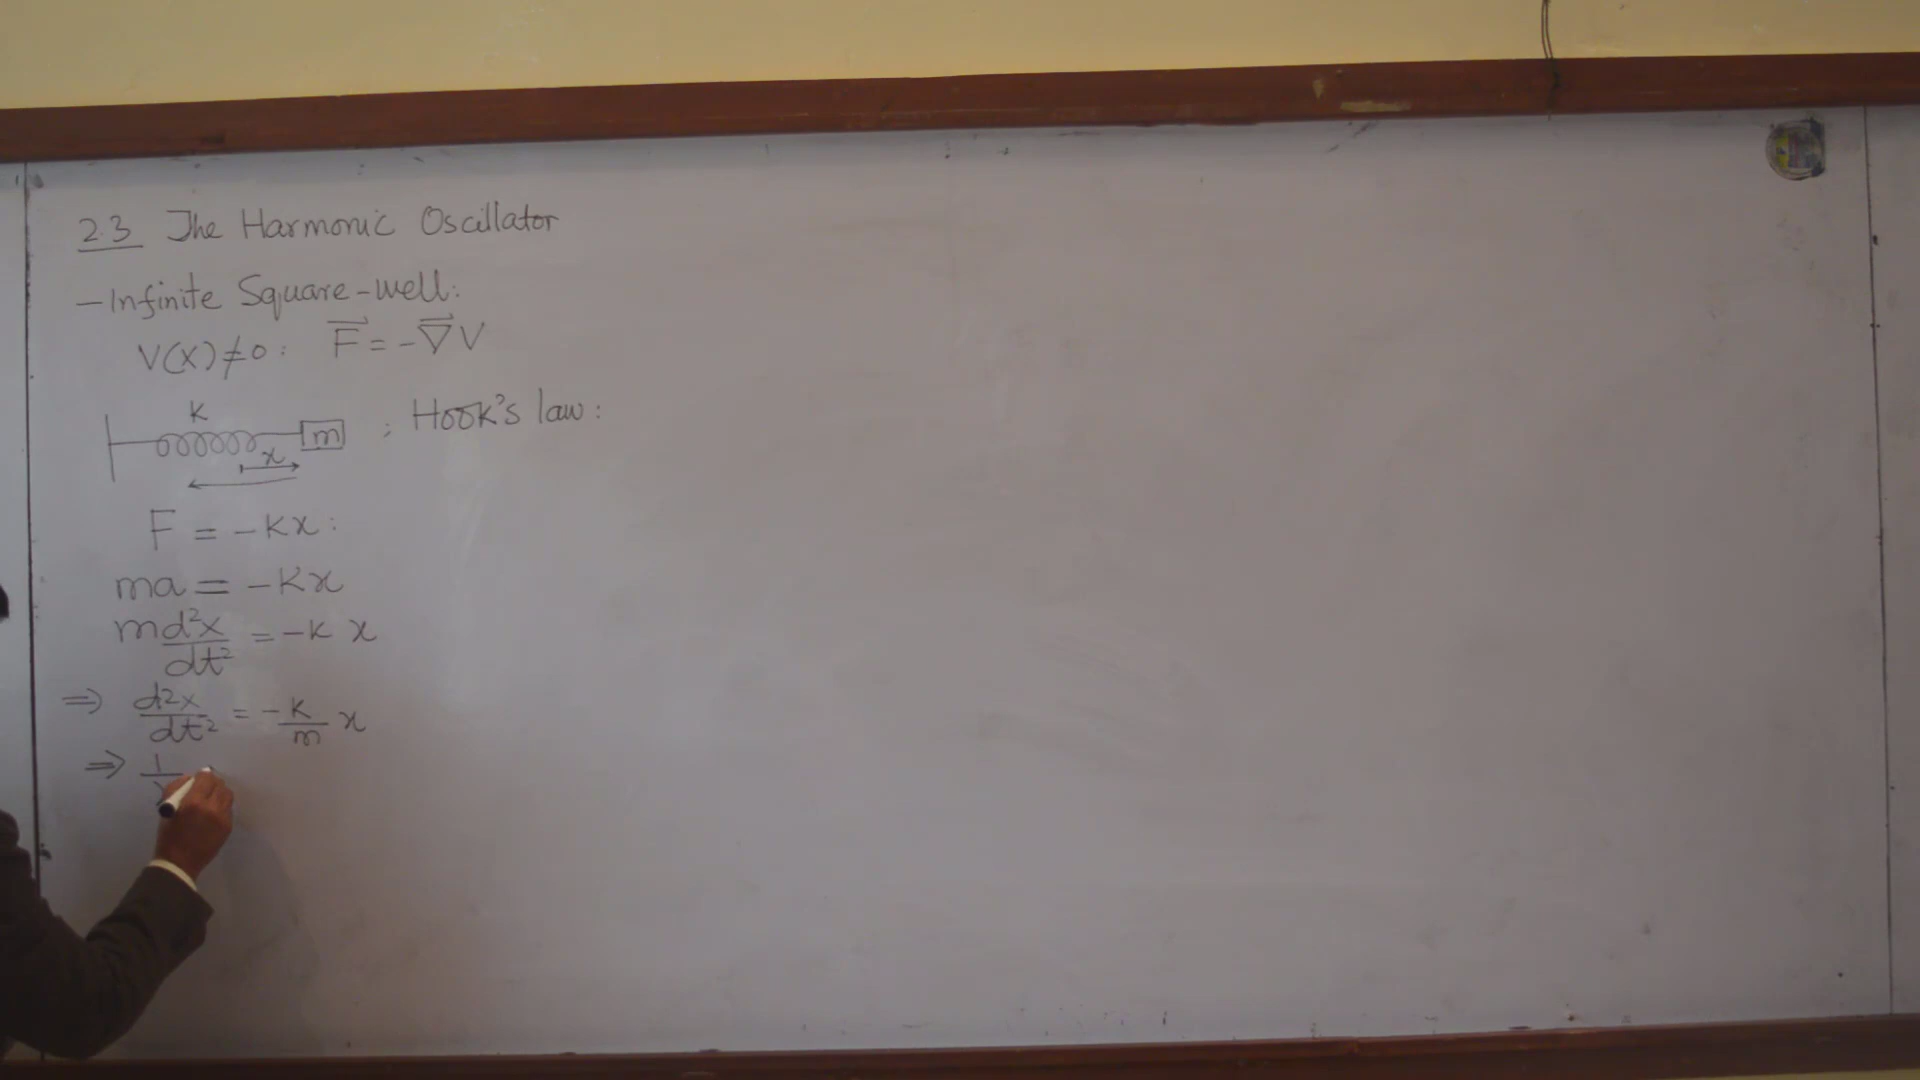 2.3 The Harmonic Oscillator
- Infinite Square-well:
V(x) ≠ 0 : F⃗ = -∇⃗V
K
m ; Hook's law:
x
F = -Kx :
ma = -Kx
m d²x/dt² = -K x
⇒ d²x/dt² = -K/m x
⇒ 1